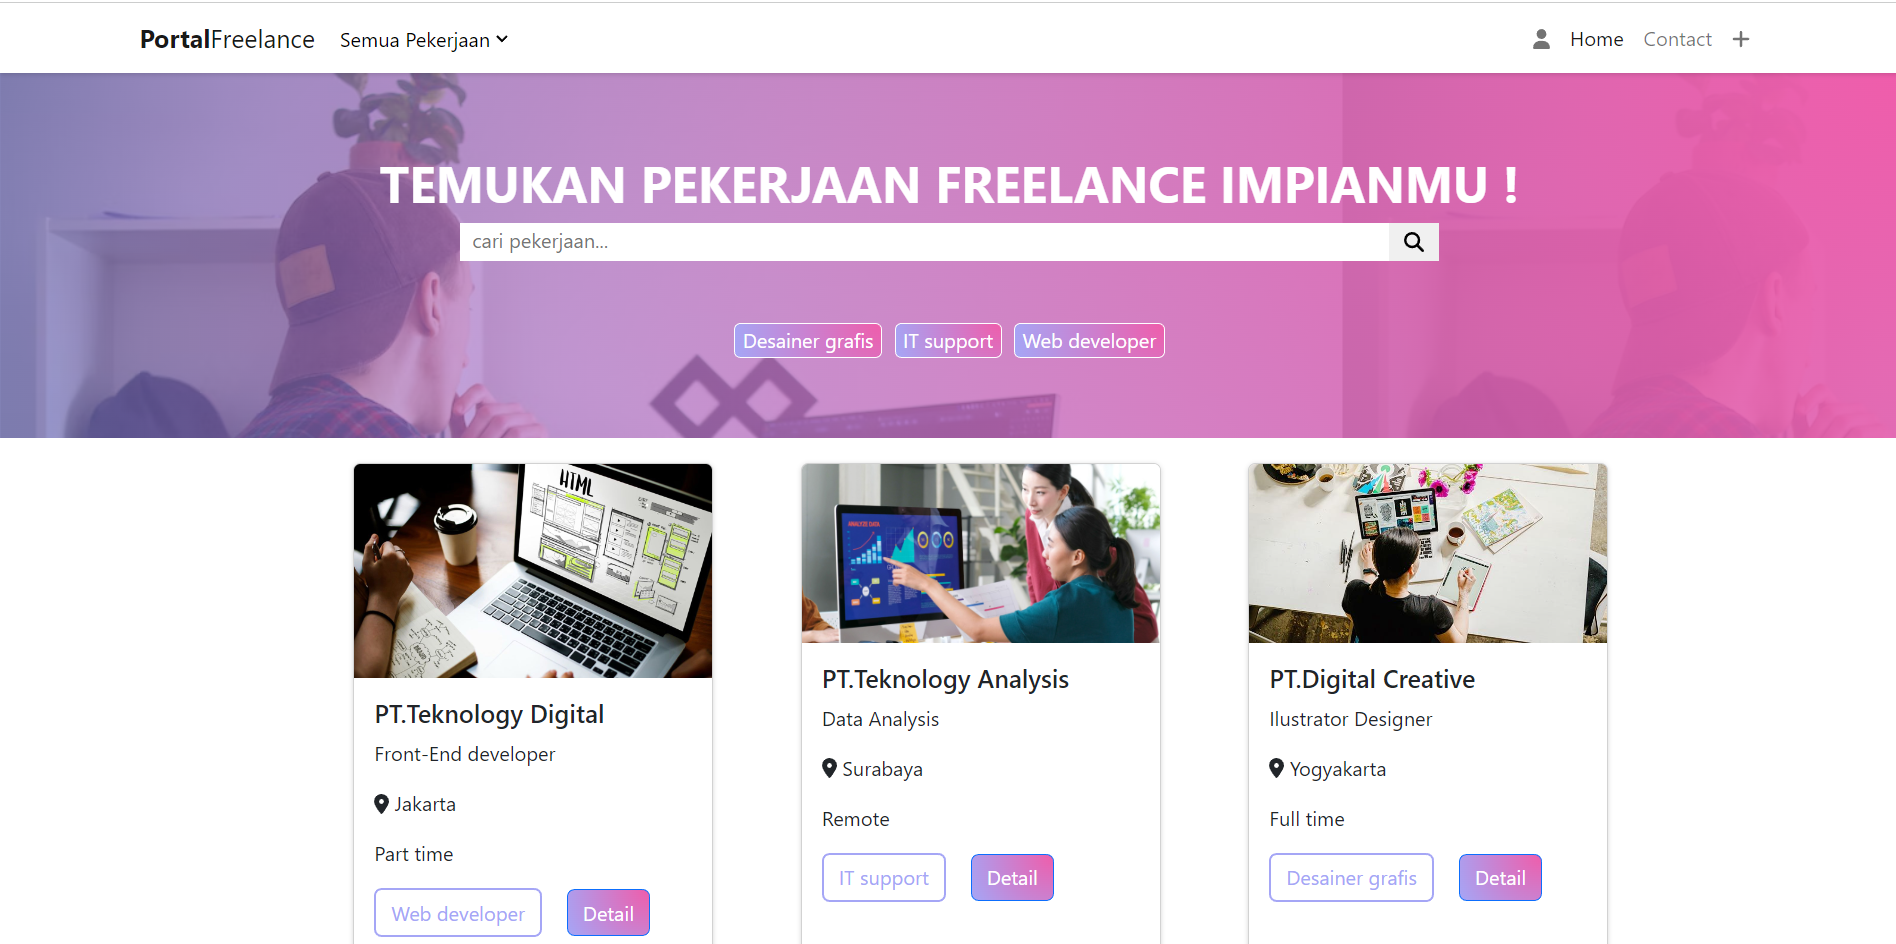 PortalFreelance
Semua Pekerjaan
Home
Contact
TEMUKAN PEKERJAAN FREELANCE IMPIANMU !
cari pekerjaan...
Desainer grafis
IT support
Web developer
HTML
PT.Teknology Digital
Front-End developer
Jakarta
Part time
Web developer
Detail
ANALYZE DATA
PT.Teknology Analysis
Data Analysis
Surabaya
Remote
IT support
Detail
PT.Digital Creative
Ilustrator Designer
Yogyakarta
Full time
Desainer grafis
Detail